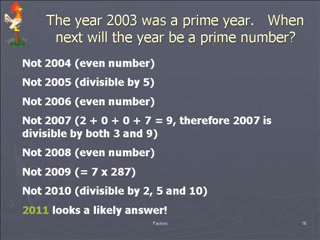 The year 2003 was a prime year. When
next will the year be a prime number?
Not 2004 (even number)
Not 2005 (divisible by 5)
Not 2006 (even number)
Not 2007 (2 + 0 + 0 + 7 = 9, therefore 2007 is
divisible by both 3 and 9)
Not 2008 (even number)
Not 2009 (= 7 x 287)
Not 2010 (divisible by 2, 5 and 10)
2011 looks a likely answer!
Factors